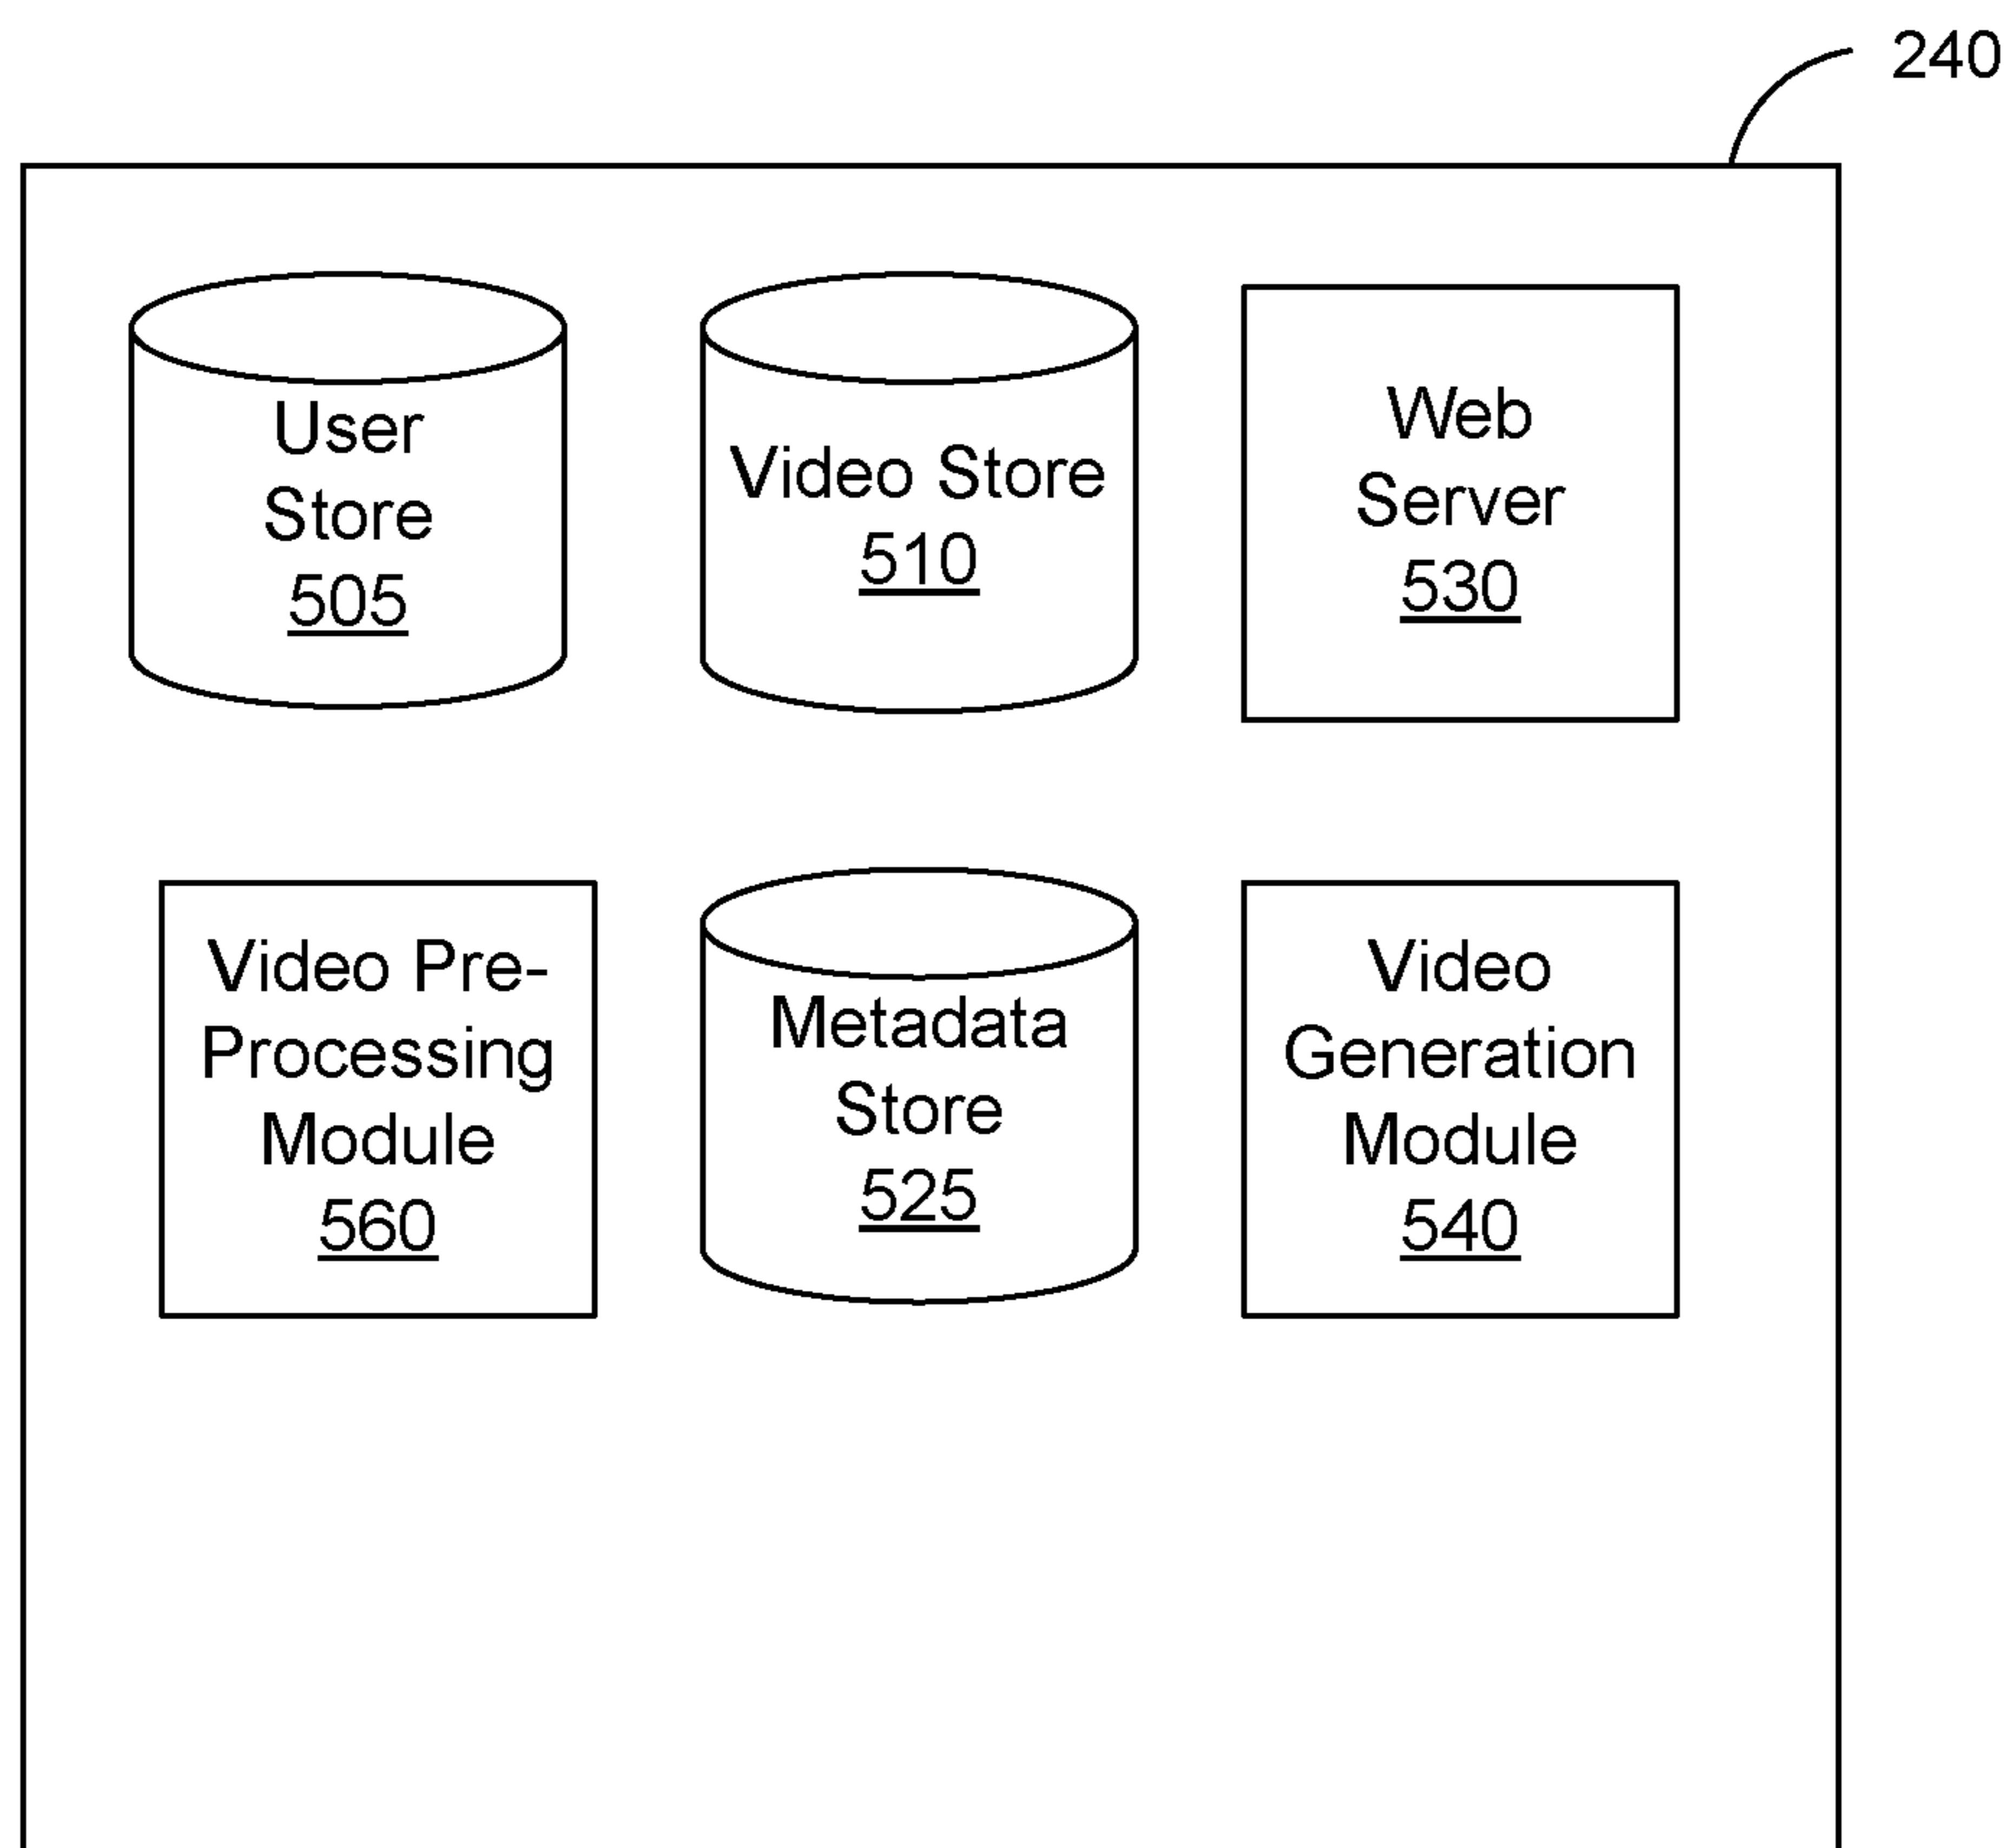 240
User
Store
505
Video Store
510
Web
Server
530
Video Pre-
Processing
Module
560
Metadata
Store
525
Video
Generation
Module
540